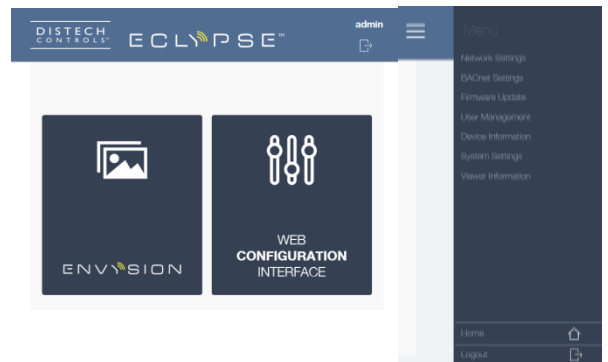 DISTECH
CONTROLS™
ECLYPSE™
admin
ENVYSION
WEB
CONFIGURATION
INTERFACE
Menu
Network Settings
BACnet Settings
Firmware Update
User Management
Device Information
System Settings
Viewer Information
Home
Logout